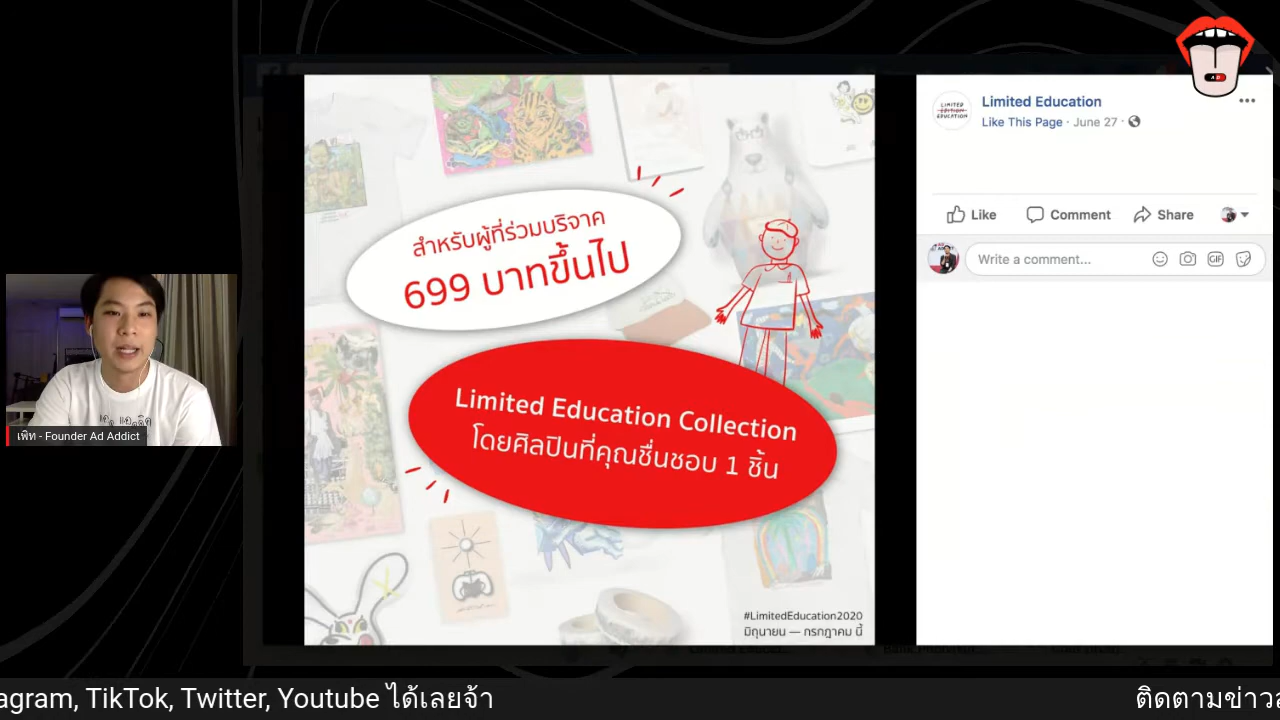 สำหรับผู้ที่ร่วมบริจาค
699 บาทขึ้นไป
Limited Education Collection
โดยศิลปินที่คุณชื่นชอบ 1 ชิ้น
#LimitedEducation2020
มิถุนายน — กรกฎาคม นี้
LIMITED
EDITION
EDUCATION
Limited Education
Like This Page · June 27 ·
Like
Comment
Share
Write a comment...
GIF
AD
เพิท - Founder Ad Addict
agram, TikTok, Twitter, Youtube ได้เลยจ้า
ติดตามข่าวส